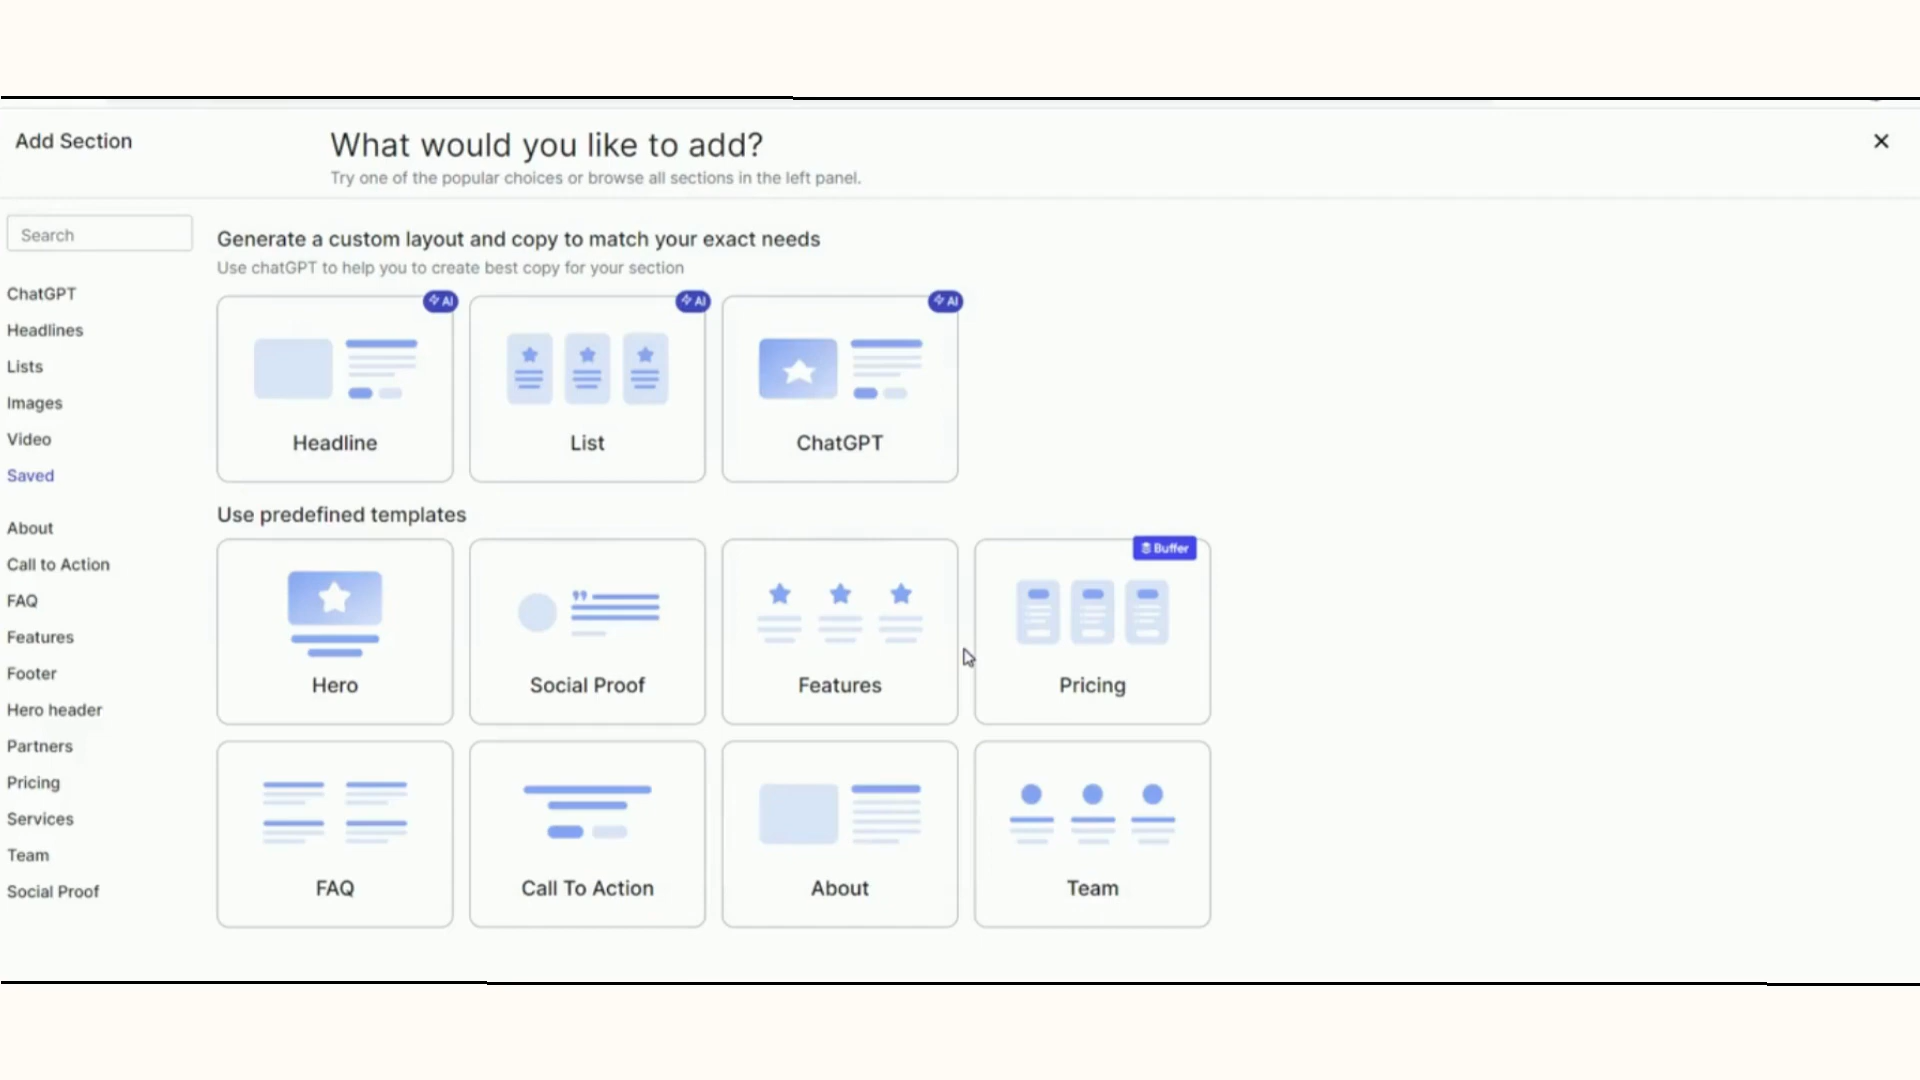 Add Section
What would you like to add?
Try one of the popular choices or browse all sections in the left panel.
Search
ChatGPT
Headlines
Lists
Images
Video
Saved
About
Call to Action
FAQ
Features
Footer
Hero header
Partners
Pricing
Services
Team
Social Proof
Generate a custom layout and copy to match your exact needs
Use chatGPT to help you to create best copy for your section
AI
AI
AI
Headline
List
ChatGPT
Use predefined templates
Buffer
Hero
Social Proof
Features
Pricing
FAQ
Call To Action
About
Team